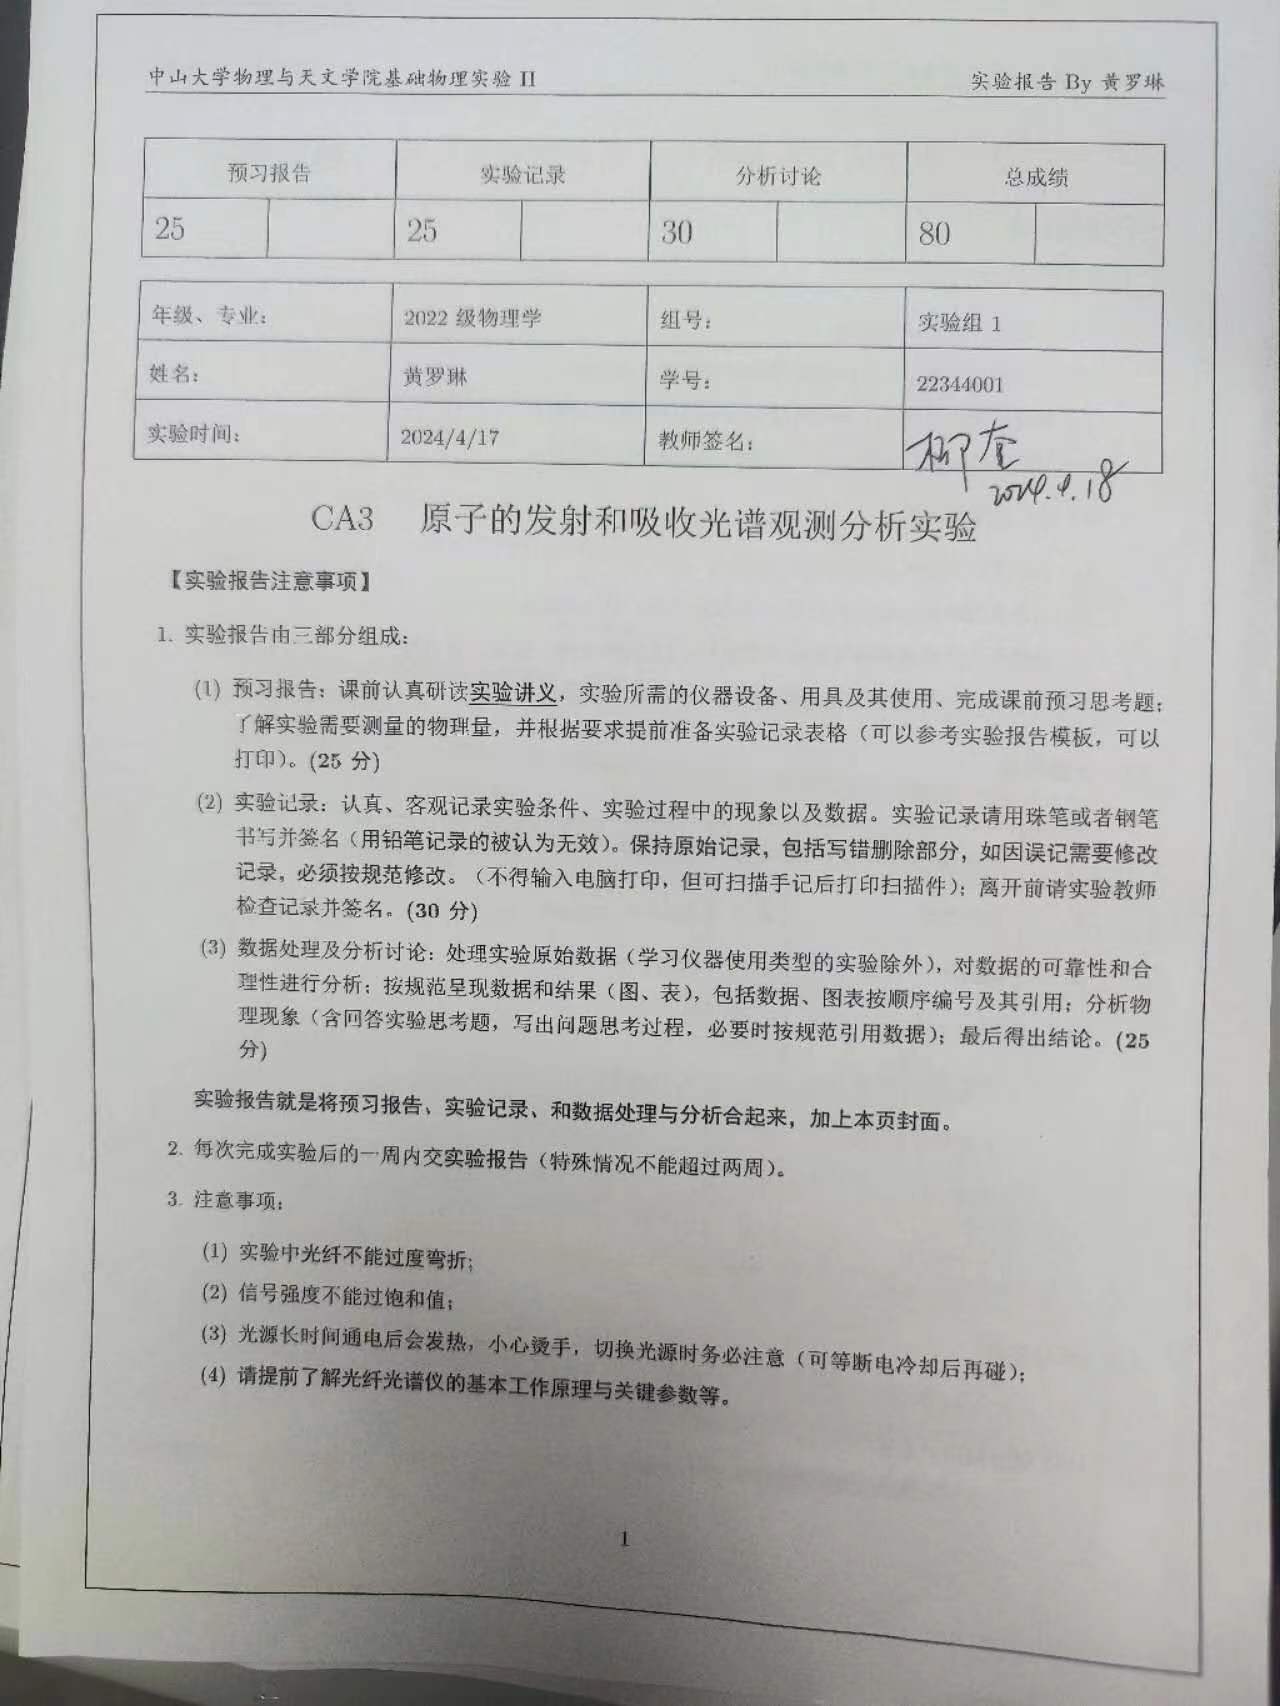 中山大学物理与天文学院基础物理实验 II 实验报告 By 黄罗琳
预习报告 实验记录 分析讨论 总成绩
25 25 30 80
年级、专业： 2022 级物理学 组号： 实验组 1
姓名： 黄罗琳 学号： 22344001
实验时间： 2024/4/17 教师签名： 柳奎
2024.4.18
CA3 原子的发射和吸收光谱观测分析实验
【实验报告注意事项】
1. 实验报告由三部分组成：
(1) 预习报告：课前认真研读实验讲义，实验所需的仪器设备、用具及其使用、完成课前预习思考题；
了解实验需要测量的物理量，并根据要求提前准备实验记录表格（可以参考实验报告模板，可以
打印）。(25 分)
(2) 实验记录：认真、客观记录实验条件、实验过程中的现象以及数据。实验记录请用珠笔或者钢笔
书写并签名（用铅笔记录的被认为无效）。保持原始记录，包括写错删除部分，如因误记需要修改
记录，必须按规范修改。（不得输入电脑打印，但可扫描手记后打印扫描件）；离开前请实验教师
检查记录并签名。(30 分)
(3) 数据处理及分析讨论：处理实验原始数据（学习仪器使用类型的实验除外），对数据的可靠性和合
理性进行分析；按规范呈现数据和结果（图、表），包括数据、图表按顺序编号及其引用；分析物
理现象（含回答实验思考题，写出问题思考过程，必要时按规范引用数据）；最后得出结论。(25
分)
实验报告就是将预习报告、实验记录、和数据处理与分析合起来，加上本页封面。
2. 每次完成实验后的一周内交实验报告（特殊情况不能超过两周）。
3. 注意事项：
(1) 实验中光纤不能过度弯折；
(2) 信号强度不能过饱和值；
(3) 光源长时间通电后会发热，小心烫手，切换光源时务必注意（可等断电冷却后再碰）；
(4) 请提前了解光纤光谱仪的基本工作原理与关键参数等。
1